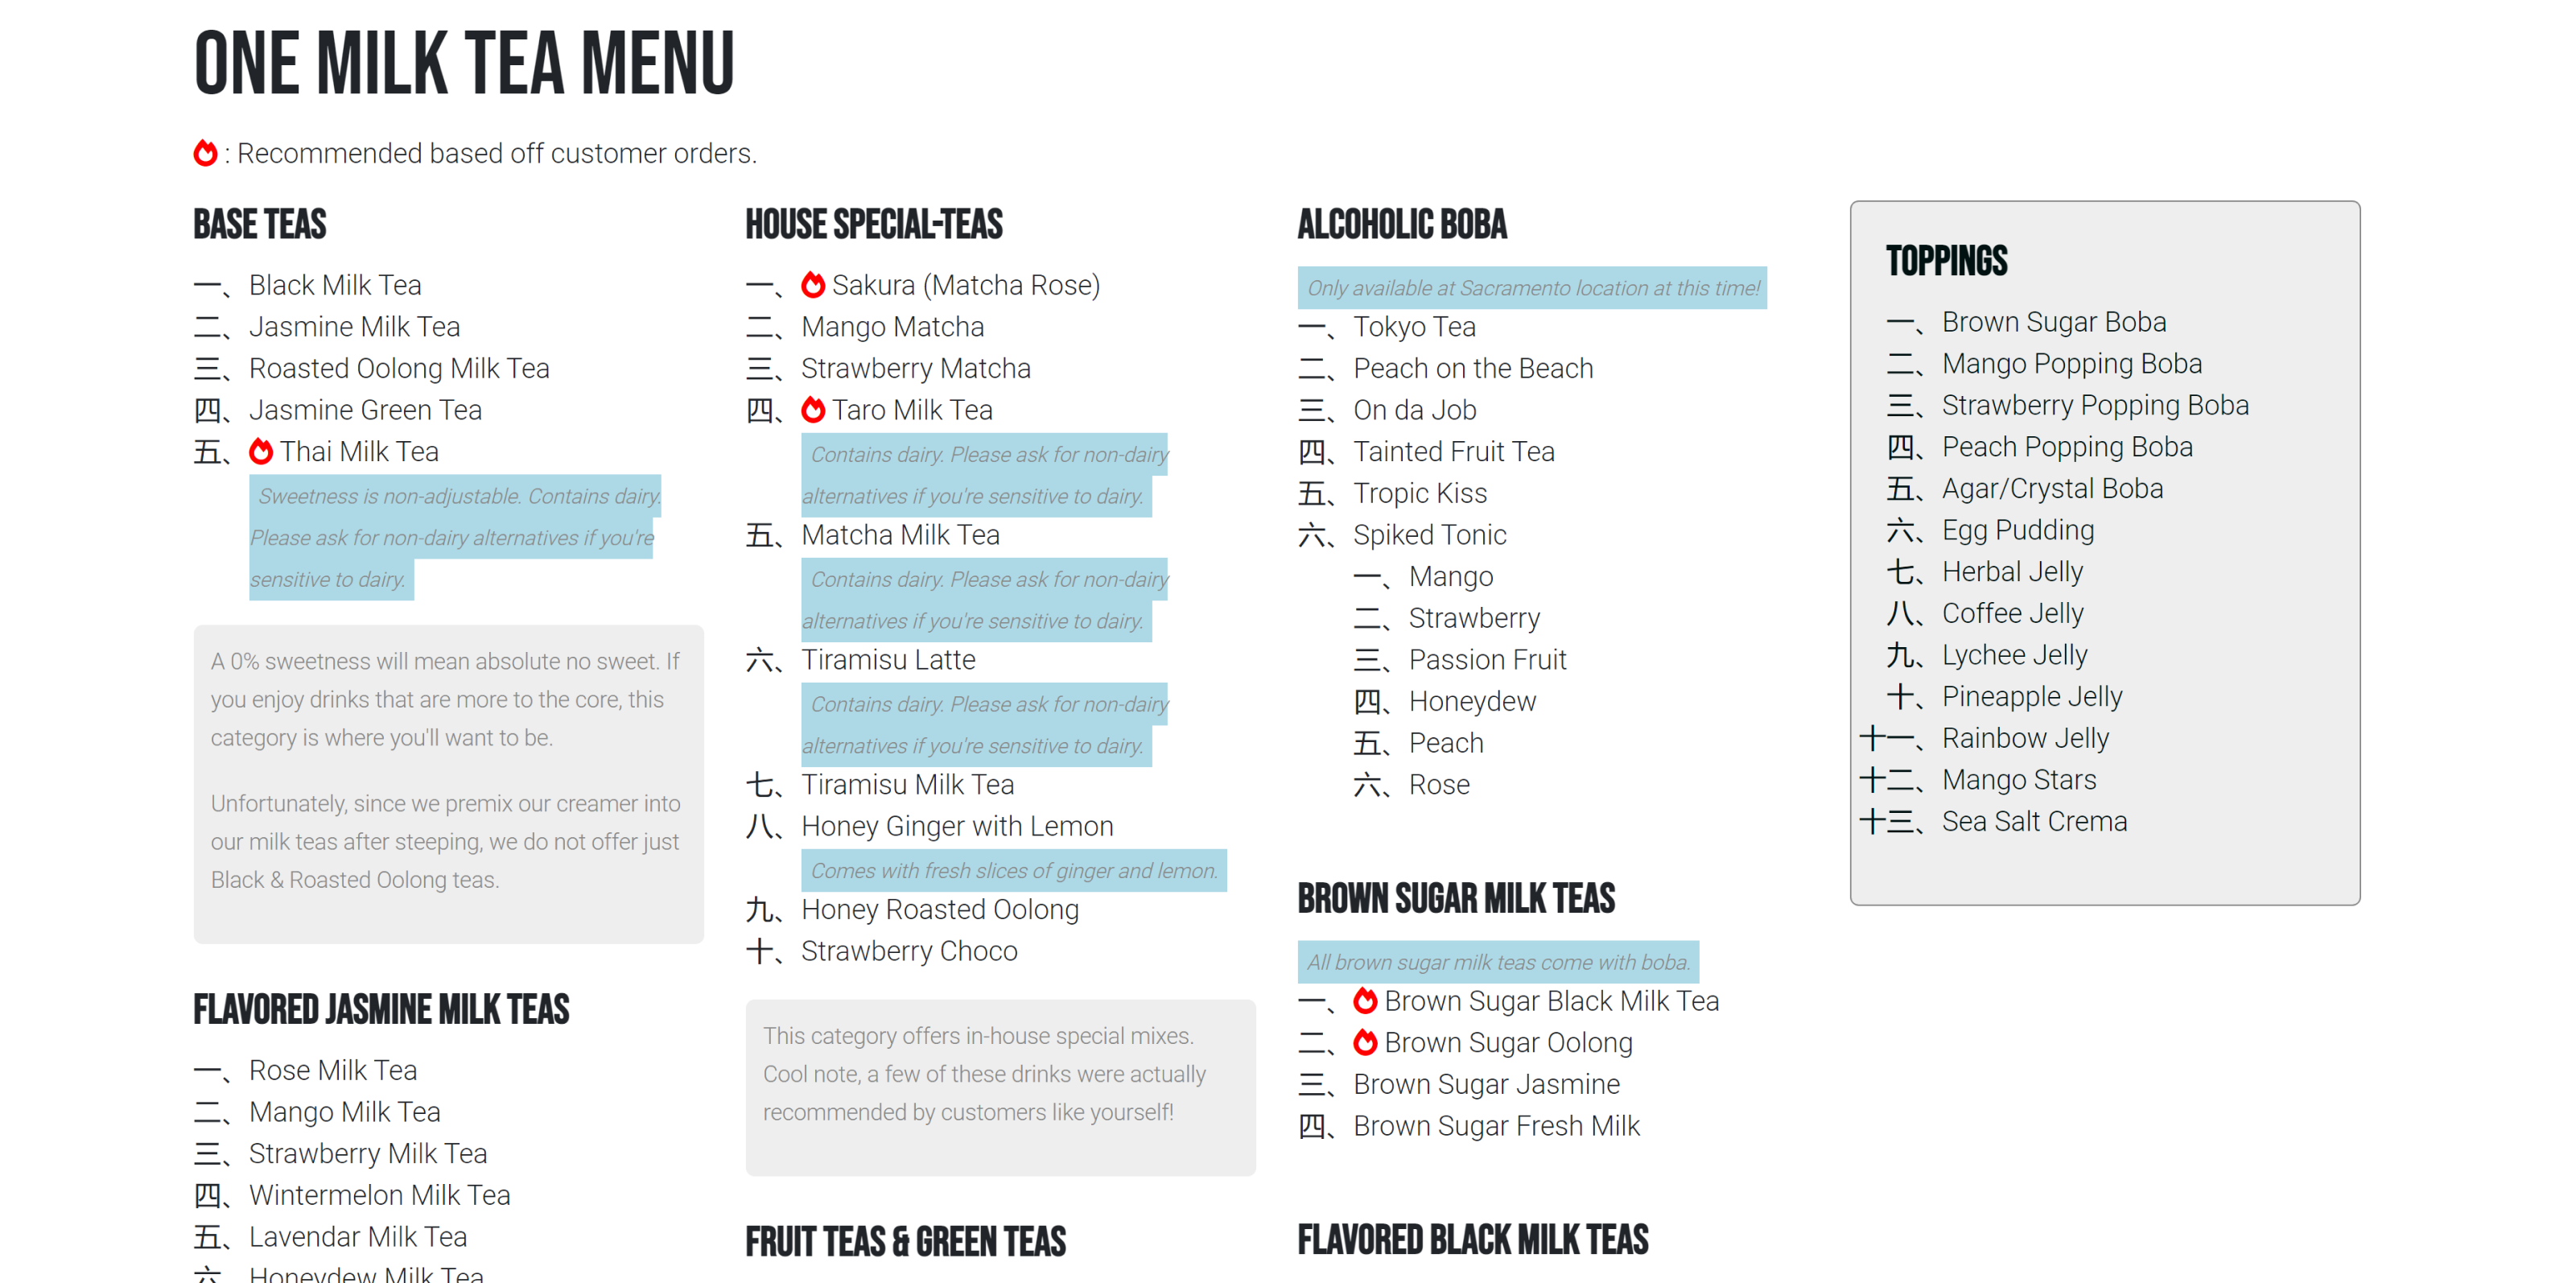 ONE MILK TEA MENU
: Recommended based off customer orders.
BASE TEAS
一、 Black Milk Tea
二、 Jasmine Milk Tea
三、 Roasted Oolong Milk Tea
四、 Jasmine Green Tea
五、 Thai Milk Tea
Sweetness is non-adjustable. Contains dairy.
Please ask for non-dairy alternatives if you're
sensitive to dairy.
A 0% sweetness will mean absolute no sweet. If
you enjoy drinks that are more to the core, this
category is where you'll want to be.
Unfortunately, since we premix our creamer into
our milk teas after steeping, we do not offer just
Black & Roasted Oolong teas.
FLAVORED JASMINE MILK TEAS
一、 Rose Milk Tea
二、 Mango Milk Tea
三、 Strawberry Milk Tea
四、 Wintermelon Milk Tea
五、 Lavendar Milk Tea
六、 Honeydew Milk Tea
HOUSE SPECIAL-TEAS
一、 Sakura (Matcha Rose)
二、 Mango Matcha
三、 Strawberry Matcha
四、 Taro Milk Tea
Contains dairy. Please ask for non-dairy
alternatives if you're sensitive to dairy.
五、 Matcha Milk Tea
Contains dairy. Please ask for non-dairy
alternatives if you're sensitive to dairy.
六、 Tiramisu Latte
Contains dairy. Please ask for non-dairy
alternatives if you're sensitive to dairy.
七、 Tiramisu Milk Tea
八、 Honey Ginger with Lemon
Comes with fresh slices of ginger and lemon.
九、 Honey Roasted Oolong
十、 Strawberry Choco
This category offers in-house special mixes.
Cool note, a few of these drinks were actually
recommended by customers like yourself!
FRUIT TEAS & GREEN TEAS
ALCOHOLIC BOBA
Only available at Sacramento location at this time!
一、 Tokyo Tea
二、 Peach on the Beach
三、 On da Job
四、 Tainted Fruit Tea
五、 Tropic Kiss
六、 Spiked Tonic
一、 Mango
二、 Strawberry
三、 Passion Fruit
四、 Honeydew
五、 Peach
六、 Rose
BROWN SUGAR MILK TEAS
All brown sugar milk teas come with boba.
一、 Brown Sugar Black Milk Tea
二、 Brown Sugar Oolong
三、 Brown Sugar Jasmine
四、 Brown Sugar Fresh Milk
FLAVORED BLACK MILK TEAS
TOPPINGS
一、 Brown Sugar Boba
二、 Mango Popping Boba
三、 Strawberry Popping Boba
四、 Peach Popping Boba
五、 Agar/Crystal Boba
六、 Egg Pudding
七、 Herbal Jelly
八、 Coffee Jelly
九、 Lychee Jelly
十、 Pineapple Jelly
十一、 Rainbow Jelly
十二、 Mango Stars
十三、 Sea Salt Crema